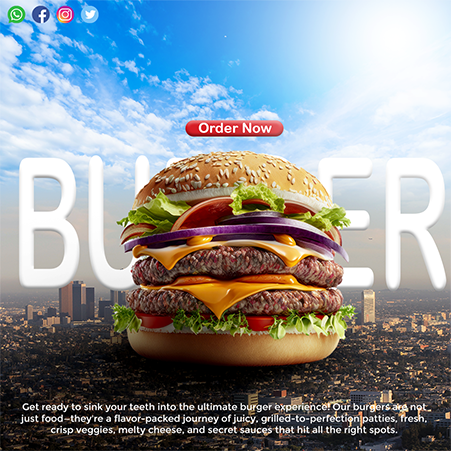 Order Now
BURGER
Get ready to sink your teeth into the ultimate burger experience! Our burgers are not
just food—they're a flavor-packed journey of juicy, grilled-to-perfection patties, fresh,
crisp veggies, melty cheese, and secret sauces that hit all the right spots.